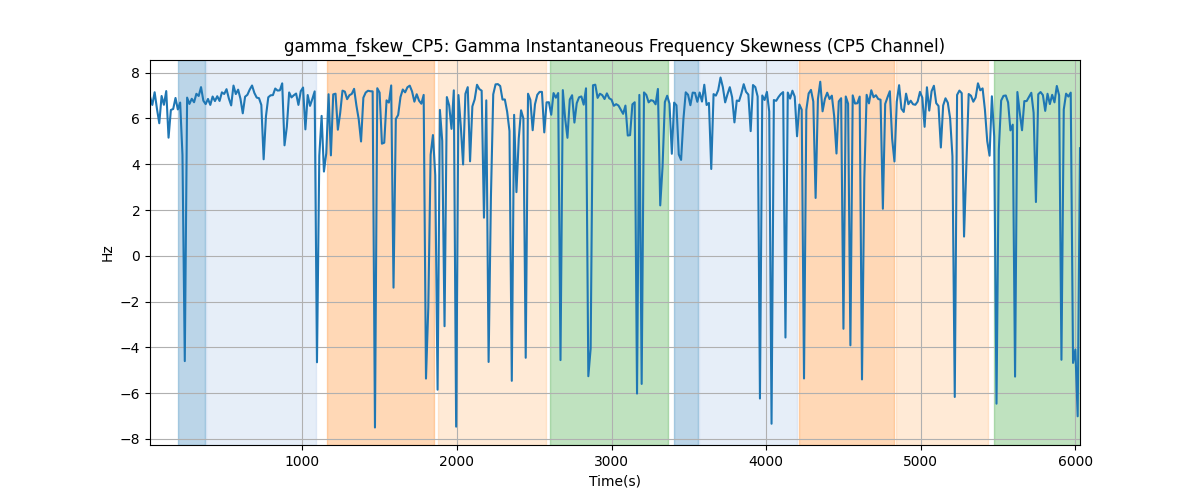 gamma_fskew_CP5: Gamma Instantaneous Frequency Skewness (CP5 Channel)
8
6
4
2
0
−2
−4
−6
−8
Hz
1000 2000 3000 4000 5000 6000
Time(s)